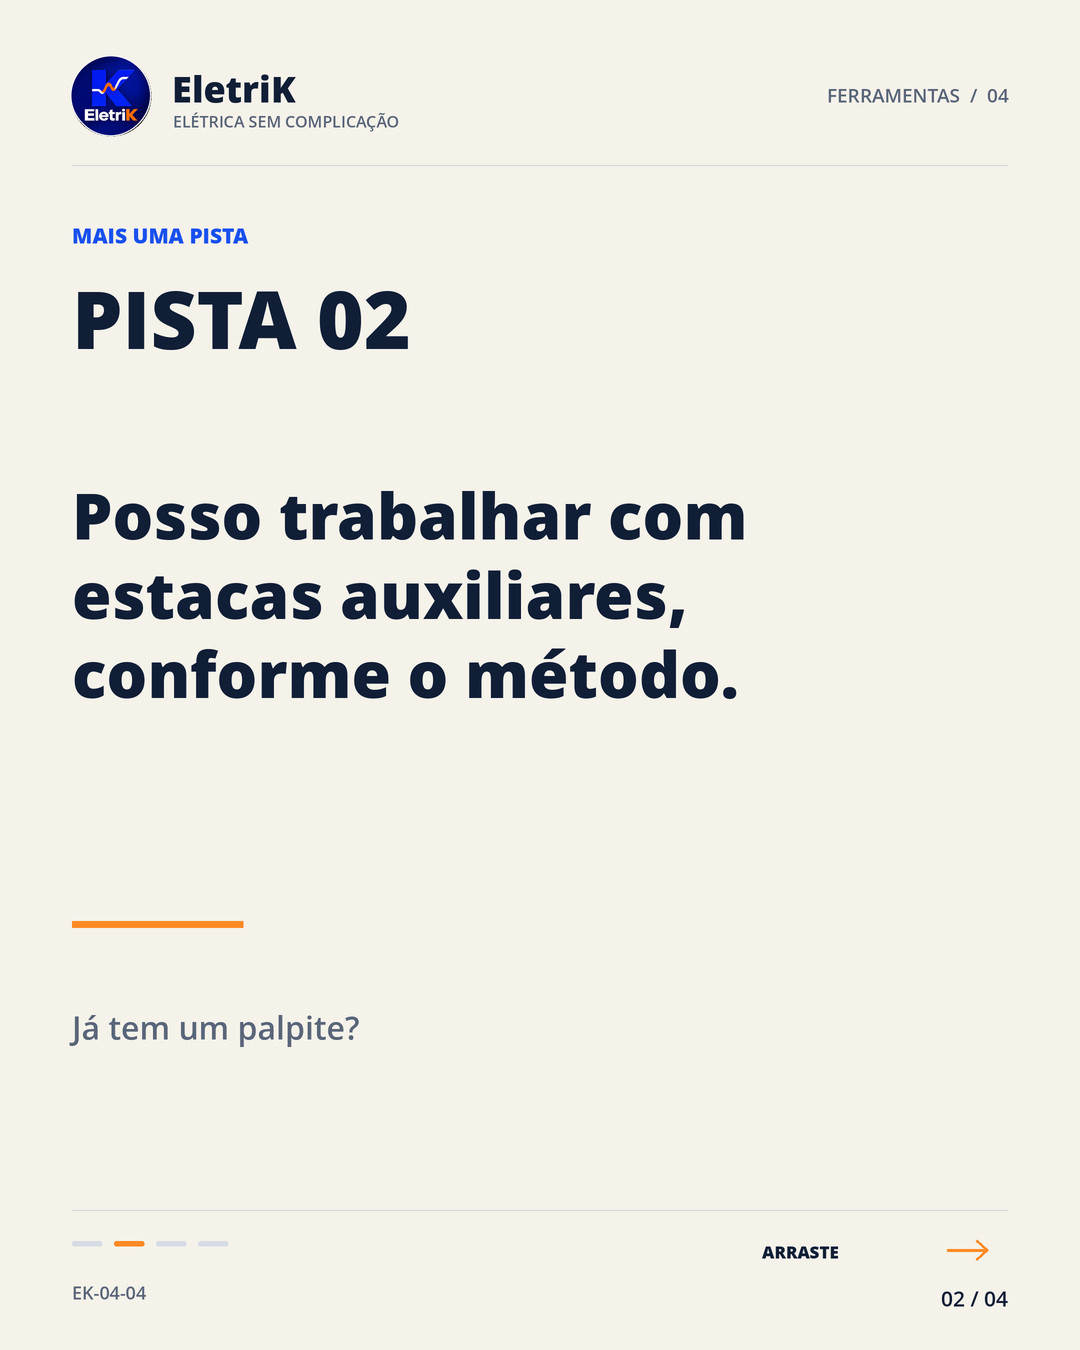 EletriK
EletriK
ELÉTRICA SEM COMPLICAÇÃO
FERRAMENTAS / 04
MAIS UMA PISTA
PISTA 02
Posso trabalhar com
estacas auxiliares,
conforme o método.
Já tem um palpite?
ARRASTE
EK-04-04
02 / 04